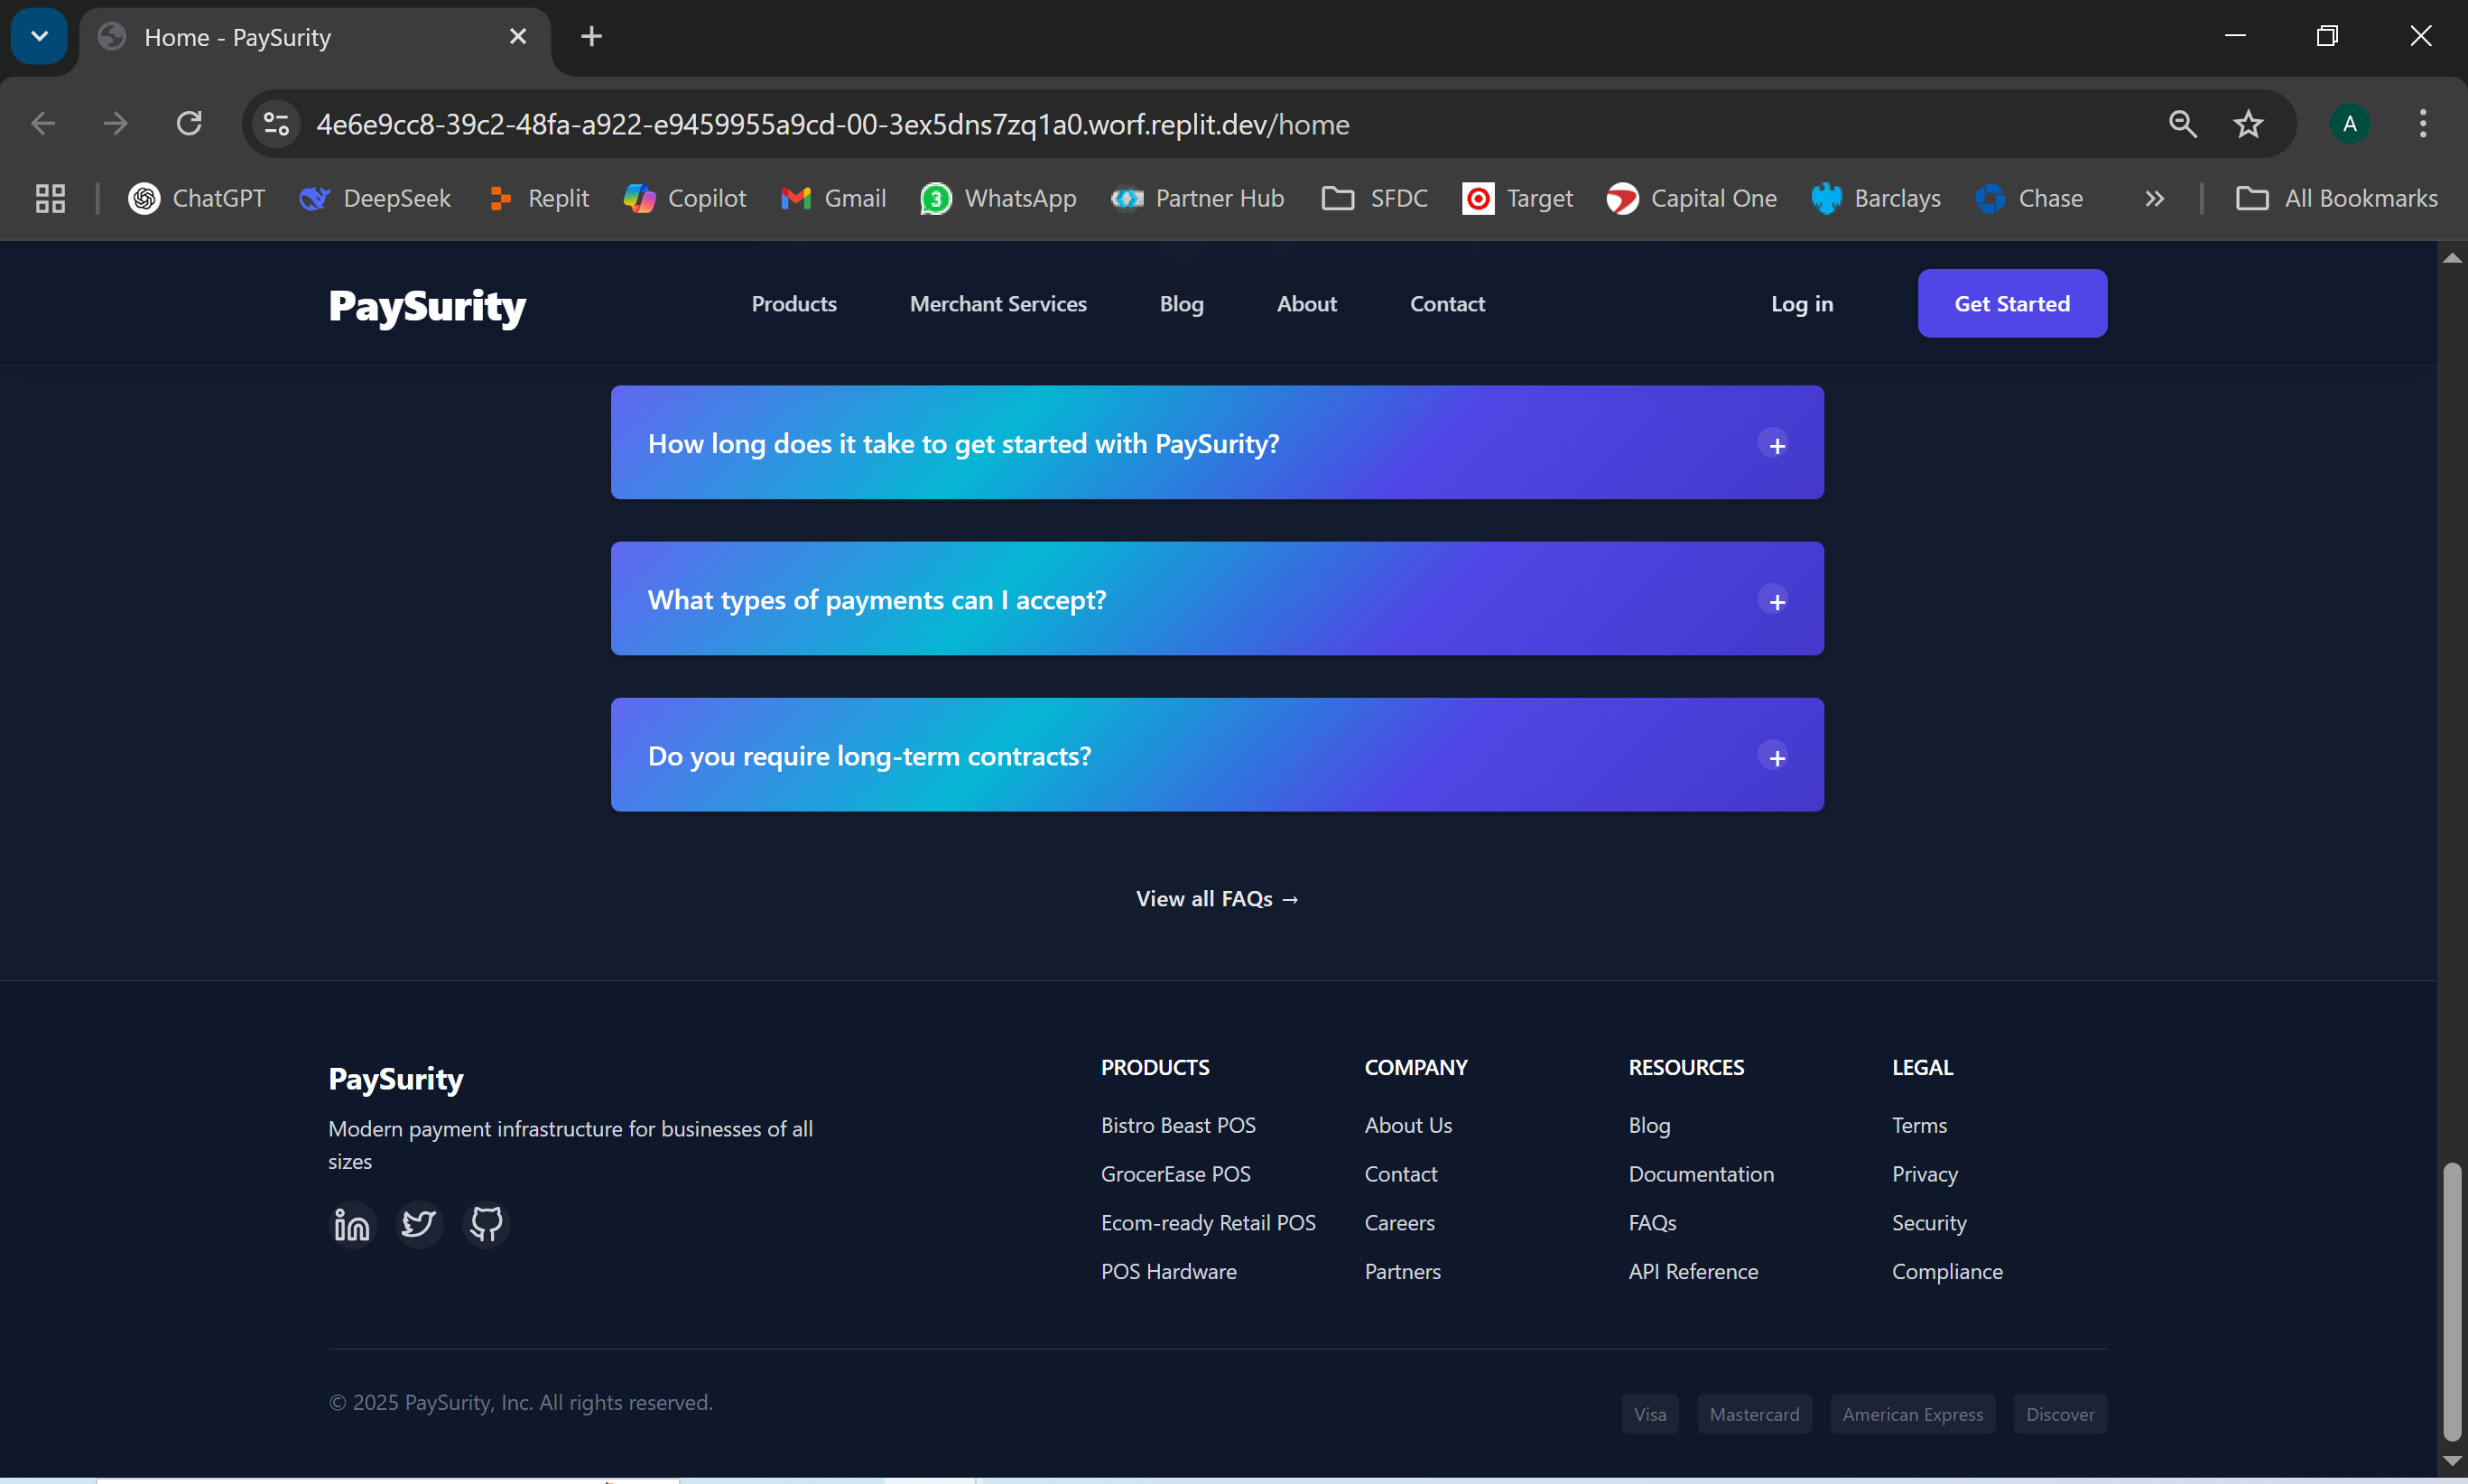 Home - PaySurity
4e6e9cc8-39c2-48fa-a922-e9459955a9cd-00-3ex5dns7zq1a0.worf.replit.dev/home
A
ChatGPT DeepSeek Replit Copilot Gmail 3 WhatsApp Partner Hub SFDC Target Capital One Barclays Chase » All Bookmarks
PaySurity Products Merchant Services Blog About Contact Log in Get Started
How long does it take to get started with PaySurity? +
What types of payments can I accept? +
Do you require long-term contracts? +
View all FAQs →
PaySurity
Modern payment infrastructure for businesses of all
sizes
in
PRODUCTS
Bistro Beast POS
GrocerEase POS
Ecom-ready Retail POS
POS Hardware
COMPANY
About Us
Contact
Careers
Partners
RESOURCES
Blog
Documentation
FAQs
API Reference
LEGAL
Terms
Privacy
Security
Compliance
© 2025 PaySurity, Inc. All rights reserved.
Visa Mastercard American Express Discover